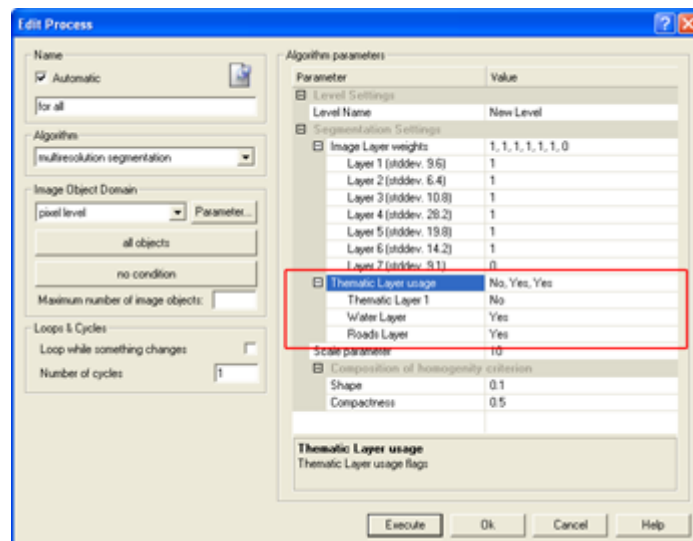 Edit Process
Name
Automatic
for all
Algorithm
multiresolution segmentation
Image Object Domain
pixel level
Parameter...
all objects
no condition
Maximum number of image objects:
Loops & Cycles
Loop while something changes
Number of cycles 1
Algorithm parameters
Parameter Value
Level Settings
Level Name New Level
Segmentation Settings
Image Layer weights 1, 1, 1, 1, 1, 1, 0
Layer 1 (stddev. 9.6) 1
Layer 2 (stddev. 6.4) 1
Layer 3 (stddev. 10.8) 1
Layer 4 (stddev. 28.2) 1
Layer 5 (stddev. 19.8) 1
Layer 6 (stddev. 14.2) 1
Layer 7 (stddev. 9.1) 0
Thematic Layer usage No, Yes, Yes
Thematic Layer 1 No
Water Layer Yes
Roads Layer Yes
Scale parameter 10
Composition of homogenity criterion
Shape 0.1
Compactness 0.5
Thematic Layer usage
Thematic Layer usage flags
Execute Ok Cancel Help